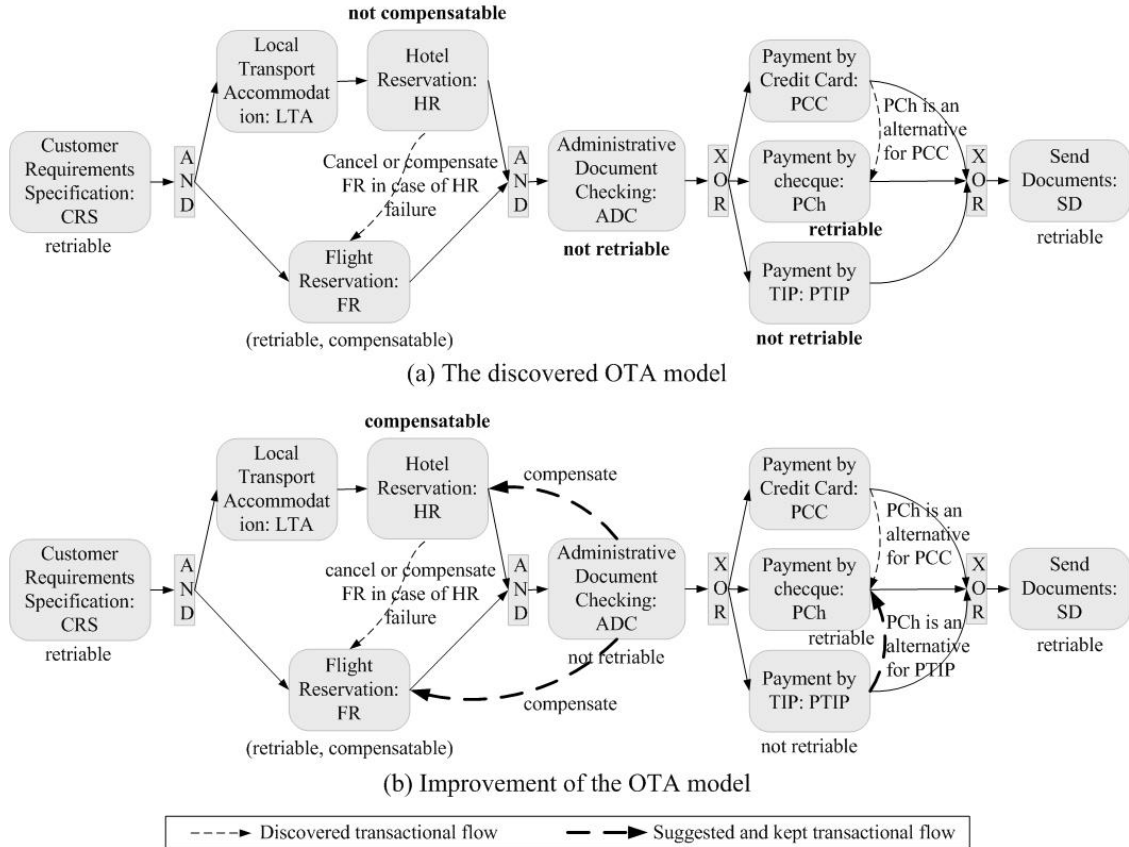 not compensatable
Local
Transport
Accommodat
ion: LTA
Hotel
Reservation:
HR
Payment by
Credit Card:
PCC
PCh is an
alternative
for PCC
Customer
Requirements
Specification:
CRS
retriable
A
N
D
Cancel or compensate
FR in case of HR
failure
A
N
D
Administrative
Document
Checking:
ADC
not retriable
X
O
R
Payment by
checque:
PCh
retriable
X
O
R
Send
Documents:
SD
retriable
Flight
Reservation:
FR
(retriable, compensatable)
Payment by
TIP: PTIP
not retriable
(a) The discovered OTA model
compensatable
Local
Transport
Accommodat
ion: LTA
Hotel
Reservation:
HR
compensate
Payment by
Credit Card:
PCC
PCh is an
alternative
for PCC
Customer
Requirements
Specification:
CRS
retriable
A
N
D
cancel or compensate
FR in case of HR
failure
A
N
D
Administrative
Document
Checking:
ADC
not retriable
X
O
R
Payment by
checque:
PCh
retriable
PCh is an
alternative
for PTIP
X
O
R
Send
Documents:
SD
retriable
Flight
Reservation:
FR
(retriable, compensatable)
compensate
Payment by
TIP: PTIP
not retriable
(b) Improvement of the OTA model
Discovered transactional flow
Suggested and kept transactional flow